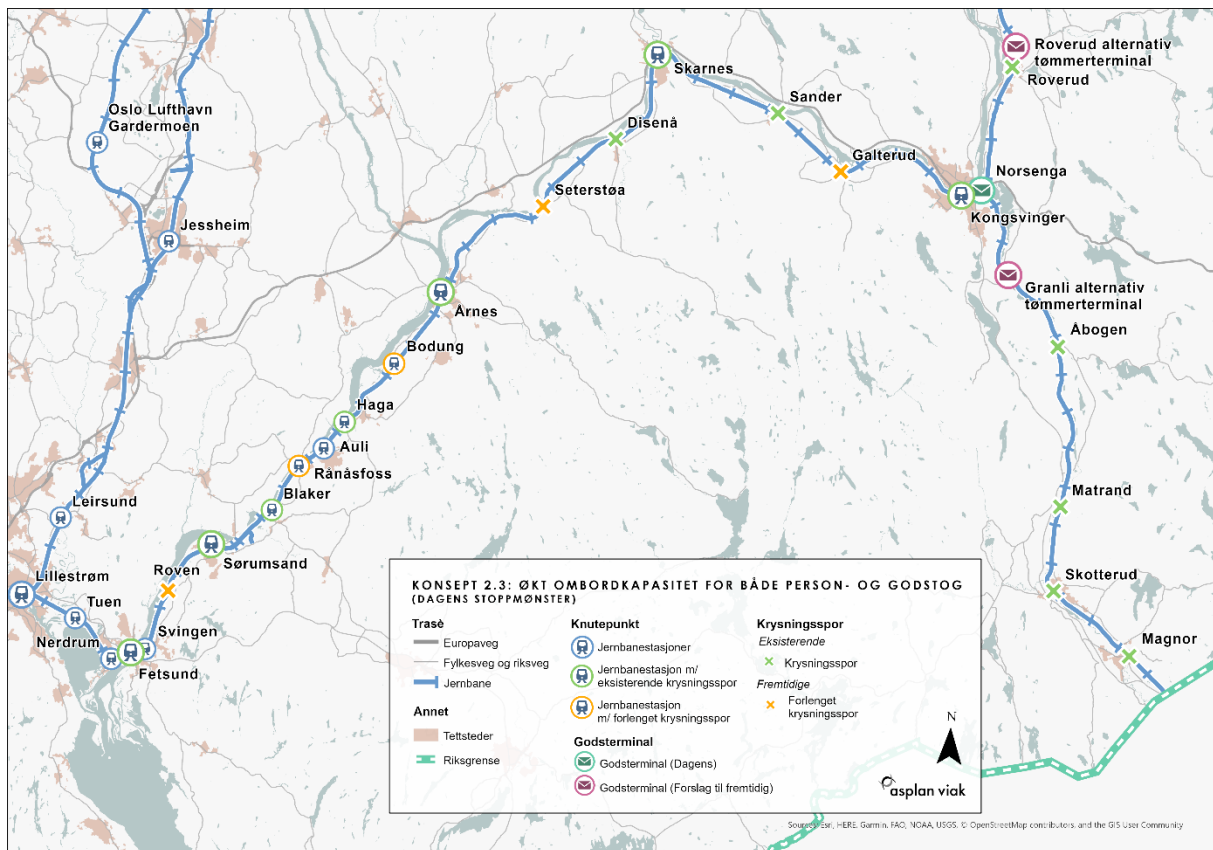 Roverud alternativ
tømmerterminal
Roverud
Skarnes
Sander
Oslo Lufthavn
Gardermoen
Disenå
Galterud
Norsenga
Seterstøa
Kongsvinger
Jessheim
Granli alternativ
tømmerterminal
Årnes
Åbogen
Bodung
Haga
Auli
Rånåsfoss
Blaker
Leirsund
Matrand
Sørumsand
Roven
Lillestrøm
Skotterud
Tuen
Svingen
Nerdrum
Magnor
Fetsund
KONSEPT 2.3: ØKT OMBORDKAPASITET FOR BÅDE PERSON- OG GODSTOG
(DAGENS STOPPMØNSTER)
Trasè
Europaveg
Fylkesveg og riksveg
Jernbane
Annet
Tettsteder
Riksgrense
Knutepunkt
Jernbanestasjoner
Jernbanestasjon m/
eksisterende krysningsspor
Jernbanestasjon
m/ forlenget krysningsspor
Godsterminal
Godsterminal (Dagens)
Godsterminal (Forslag til fremtidig)
Krysningsspor
Eksisterende
Krysningsspor
Fremtidige
Forlenget
krysningsspor
N
asplan viak
Sources: Esri, HERE, Garmin, FAO, NOAA, USGS, © OpenStreetMap contributors, and the GIS User Community